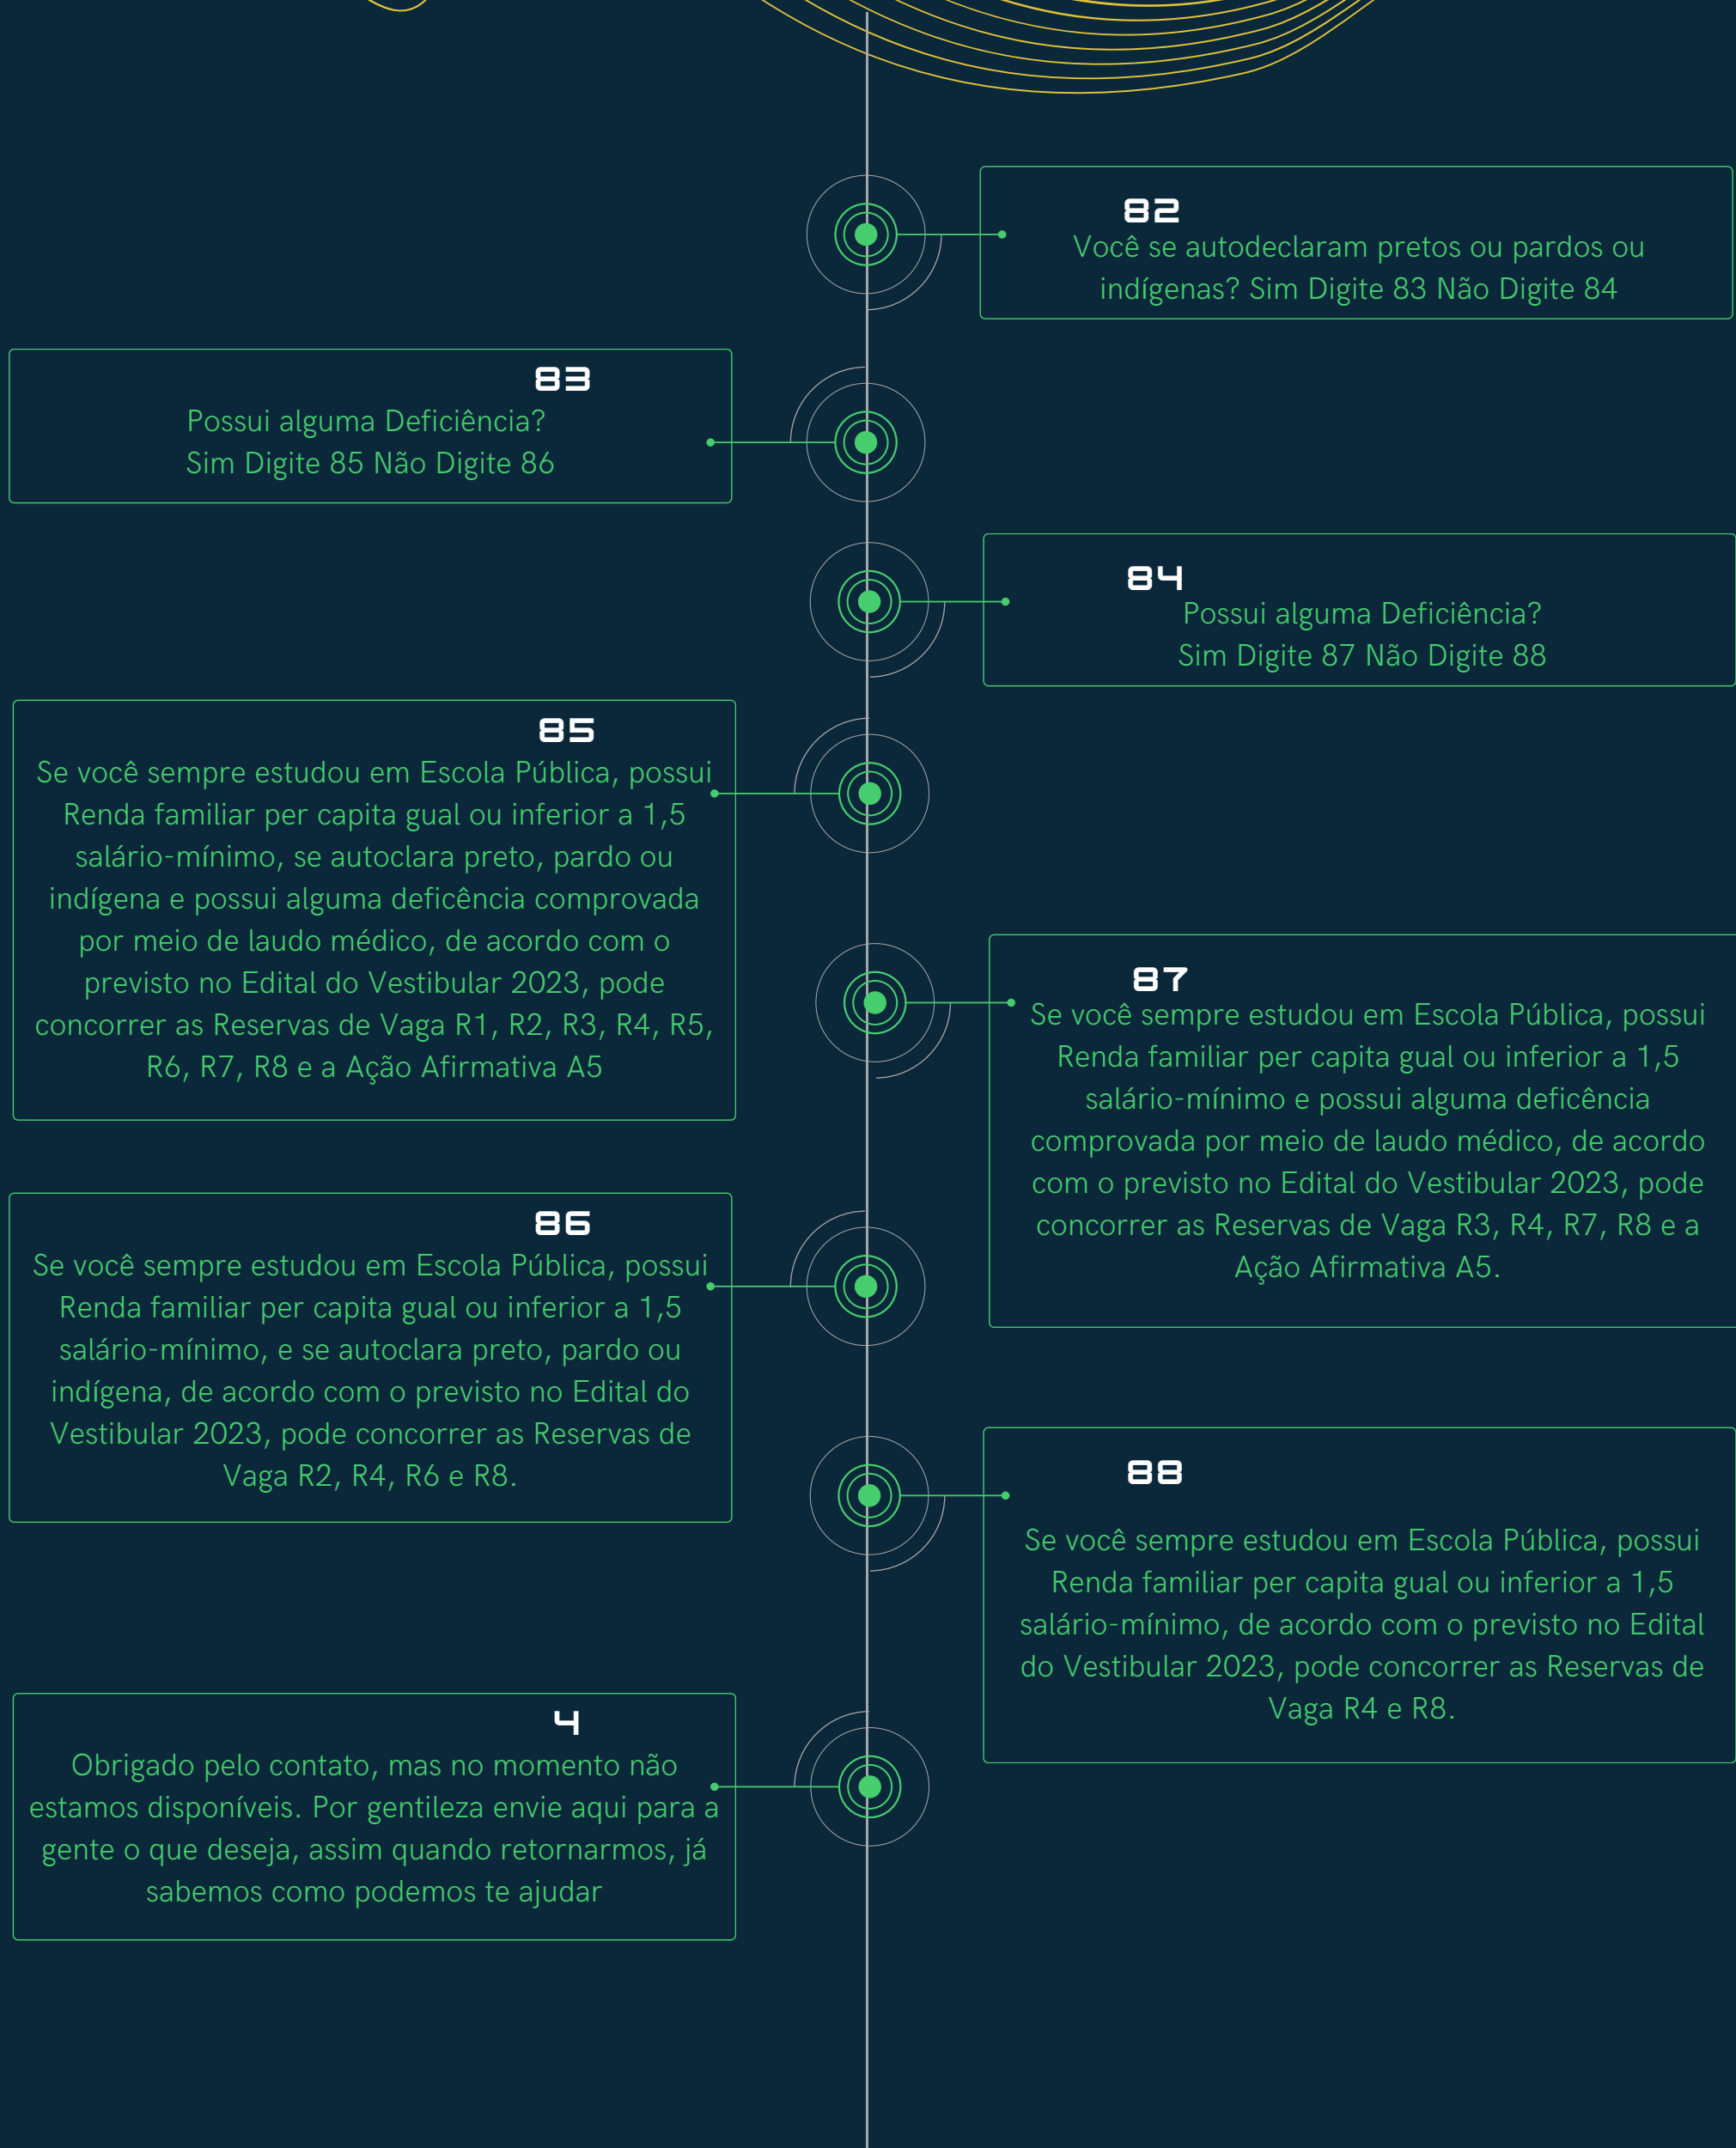 82
Você se autodeclaram pretos ou pardos ou
indígenas? Sim Digite 83 Não Digite 84
83
Possui alguma Deficiência?
Sim Digite 85 Não Digite 86
84
Possui alguma Deficiência?
Sim Digite 87 Não Digite 88
85
Se você sempre estudou em Escola Pública, possui
Renda familiar per capita gual ou inferior a 1,5
salário-mínimo, se autoclara preto, pardo ou
indígena e possui alguma deficência comprovada
por meio de laudo médico, de acordo com o
previsto no Edital do Vestibular 2023, pode
concorrer as Reservas de Vaga R1, R2, R3, R4, R5,
R6, R7, R8 e a Ação Afirmativa A5
87
Se você sempre estudou em Escola Pública, possui
Renda familiar per capita gual ou inferior a 1,5
salário-mínimo e possui alguma deficência
comprovada por meio de laudo médico, de acordo
com o previsto no Edital do Vestibular 2023, pode
concorrer as Reservas de Vaga R3, R4, R7, R8 e a
Ação Afirmativa A5.
86
Se você sempre estudou em Escola Pública, possui
Renda familiar per capita gual ou inferior a 1,5
salário-mínimo, e se autoclara preto, pardo ou
indígena, de acordo com o previsto no Edital do
Vestibular 2023, pode concorrer as Reservas de
Vaga R2, R4, R6 e R8.
88
Se você sempre estudou em Escola Pública, possui
Renda familiar per capita gual ou inferior a 1,5
salário-mínimo, de acordo com o previsto no Edital
do Vestibular 2023, pode concorrer as Reservas de
Vaga R4 e R8.
4
Obrigado pelo contato, mas no momento não
estamos disponíveis. Por gentileza envie aqui para a
gente o que deseja, assim quando retornarmos, já
sabemos como podemos te ajudar